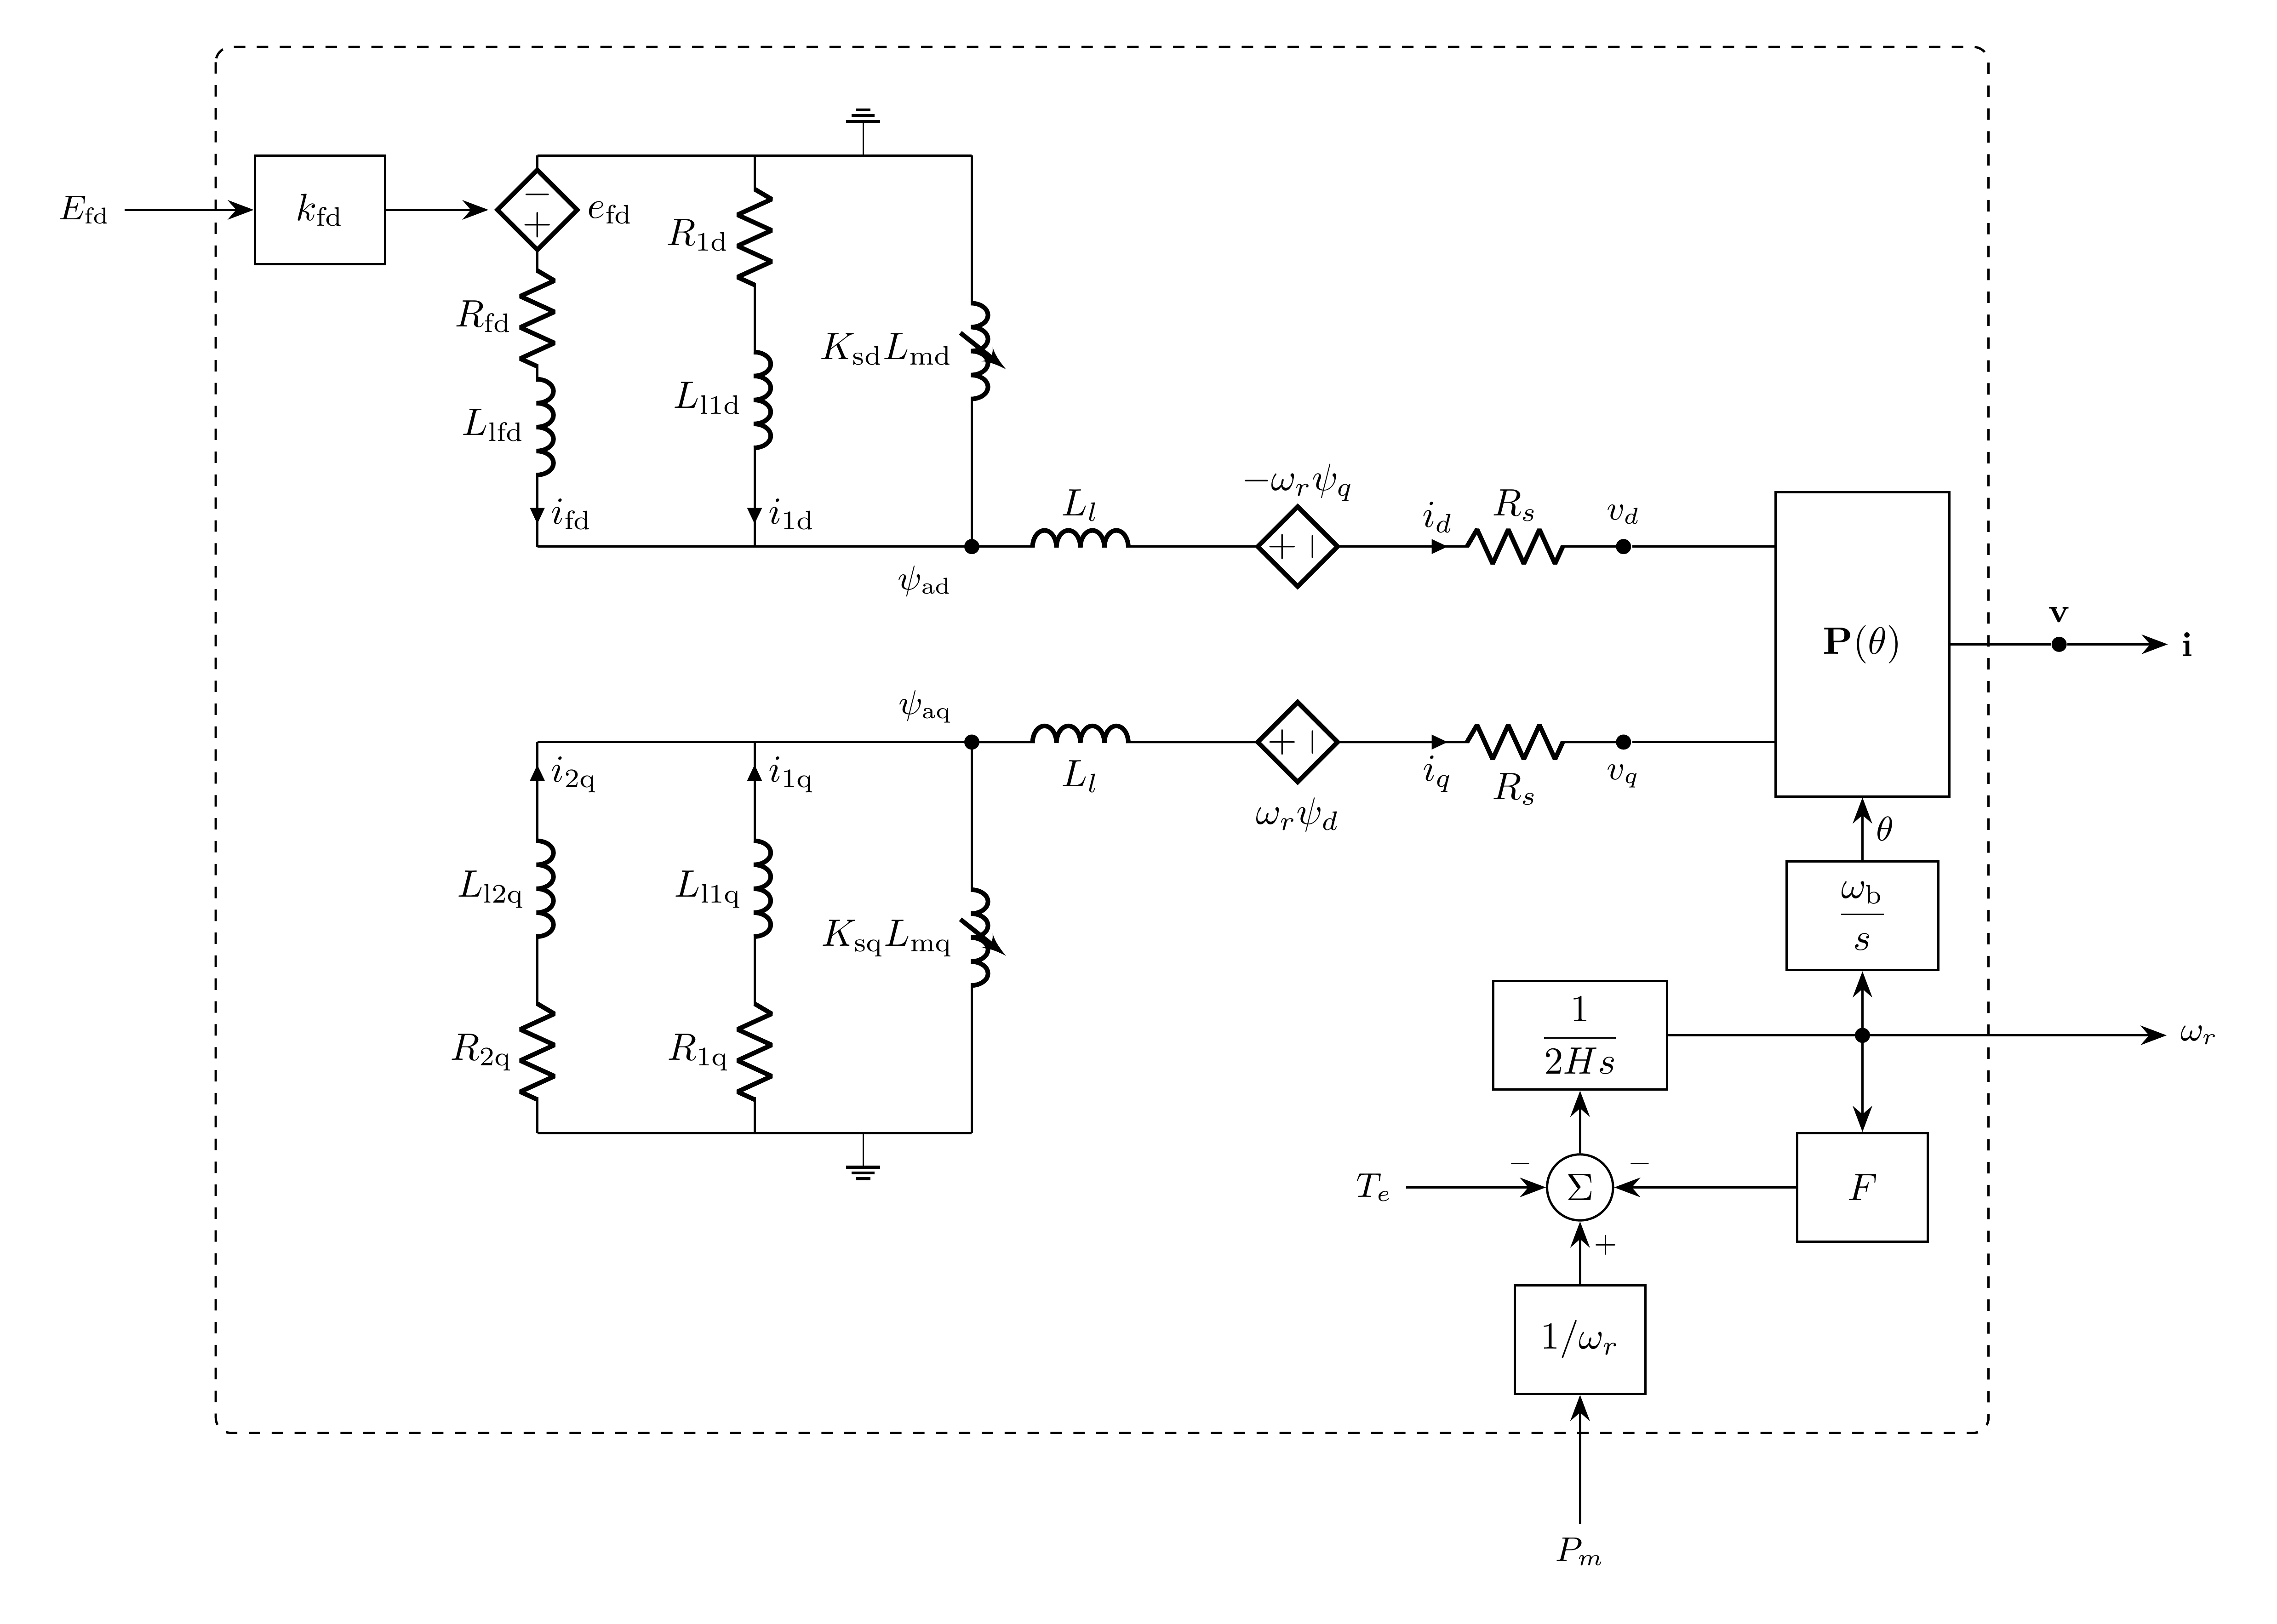 E_fd
k_fd
−
+
e_fd
R_1d
R_fd
K_sd L_md
L_l1d
L_lfd
i_fd
i_1d
ψ_ad
L_l
−ω_r ψ_q
+ −
i_d
R_s
v_d
P(θ)
v
i
ψ_aq
i_2q
i_1q
L_l
+ −
ω_r ψ_d
i_q
R_s
v_q
θ
L_l2q
L_l1q
K_sq L_mq
ω_b
s
R_2q
R_1q
1
2Hs
ω_r
T_e
−
Σ
−
F
+
1/ω_r
P_m